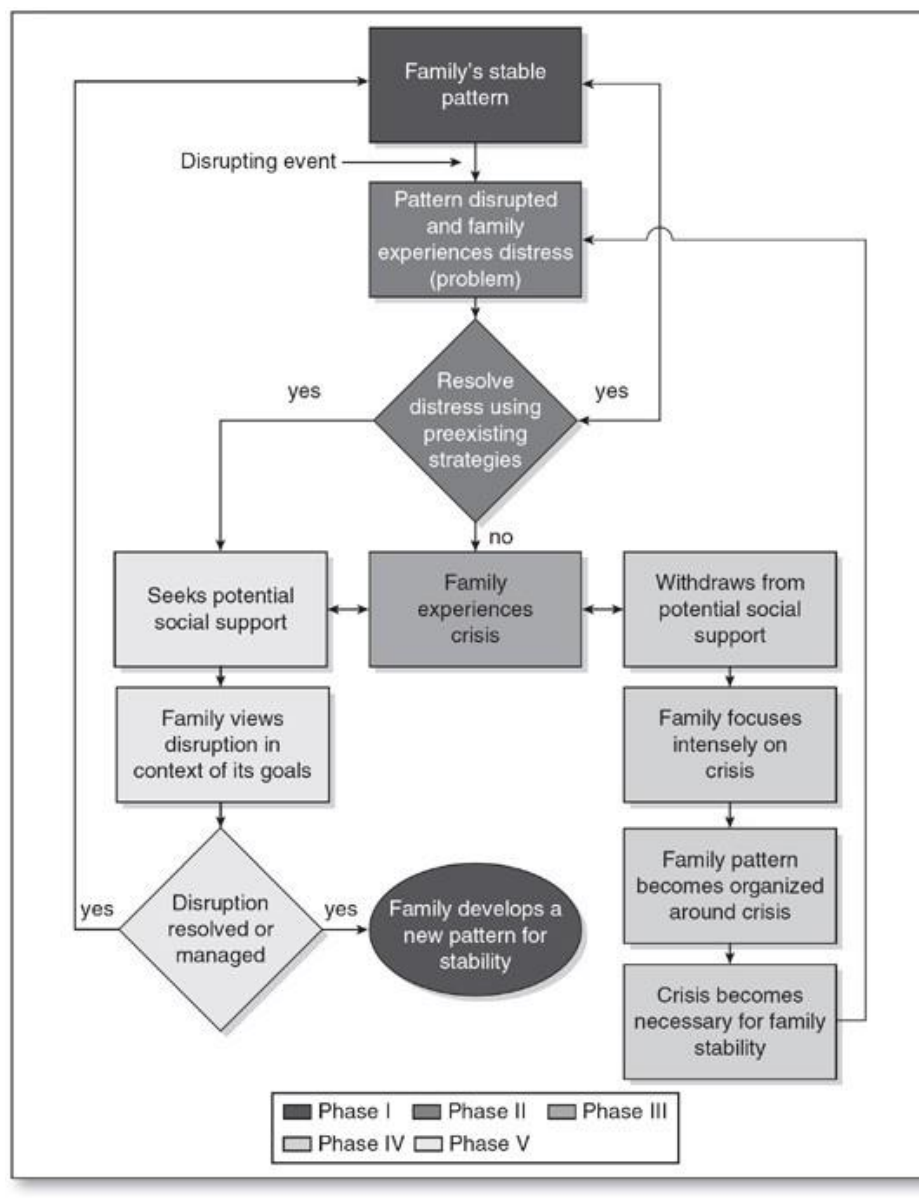 Family's stable
pattern
Disrupting event
Pattern disrupted
and family
experiences distress
(problem)
yes
Resolve
distress using
preexisting
strategies
yes
no
Seeks potential
social support
Family
experiences
crisis
Withdraws from
potential social
support
Family views
disruption in
context of its goals
Family focuses
intensely on
crisis
yes
Disruption
resolved or
managed
yes
Family develops a
new pattern for
stability
Family pattern
becomes organized
around crisis
Crisis becomes
necessary for family
stability
Phase I Phase II Phase III
Phase IV Phase V